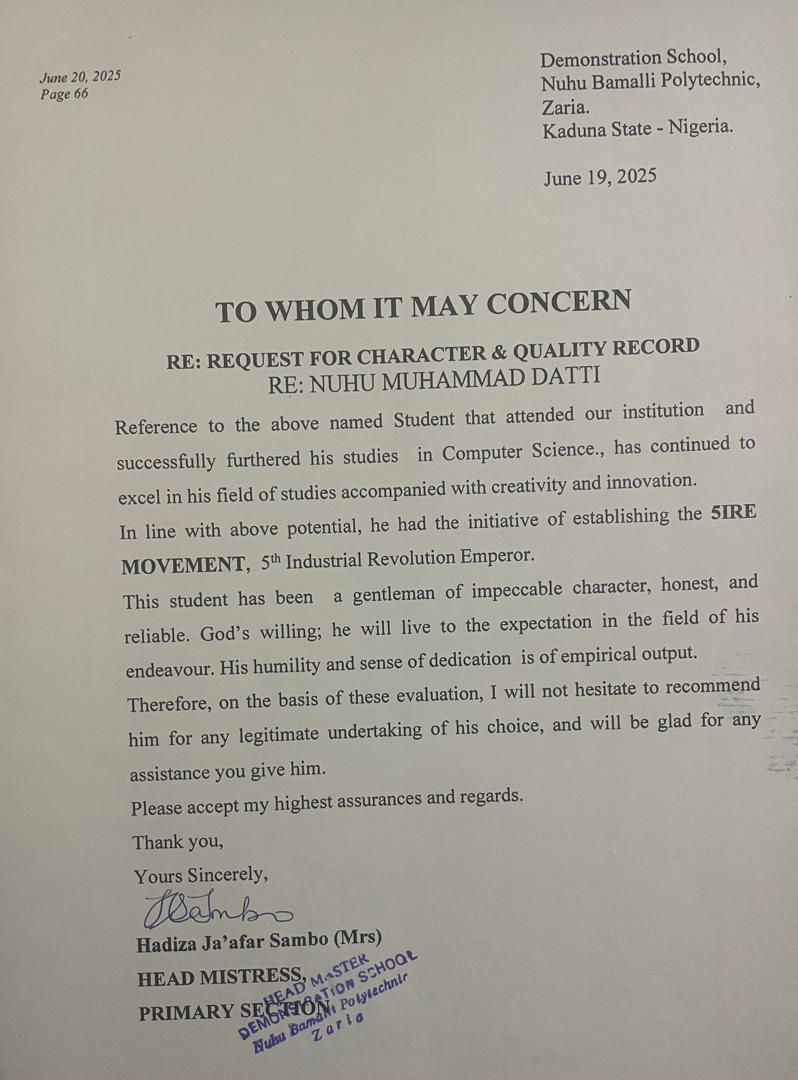 June 20, 2025
Page 66
Demonstration School,
Nuhu Bamalli Polytechnic,
Zaria.
Kaduna State - Nigeria.
June 19, 2025
TO WHOM IT MAY CONCERN
RE: REQUEST FOR CHARACTER & QUALITY RECORD
RE: NUHU MUHAMMAD DATTI
Reference to the above named Student that attended our institution and
successfully furthered his studies in Computer Science., has continued to
excel in his field of studies accompanied with creativity and innovation.
In line with above potential, he had the initiative of establishing the 5IRE
MOVEMENT, 5th Industrial Revolution Emperor.
This student has been a gentleman of impeccable character, honest, and
reliable. God's willing; he will live to the expectation in the field of his
endeavour. His humility and sense of dedication is of empirical output.
Therefore, on the basis of these evaluation, I will not hesitate to recommend
him for any legitimate undertaking of his choice, and will be glad for any
assistance you give him.
Please accept my highest assurances and regards.
Thank you,
Yours Sincerely,
Hadiza Ja'afar Sambo (Mrs)
HEAD MISTRESS,
PRIMARY SECTION
HEAD MASTER
DEMONSTRATION SCHOOL
Nuhu Bamalli Polytechnic
Zaria